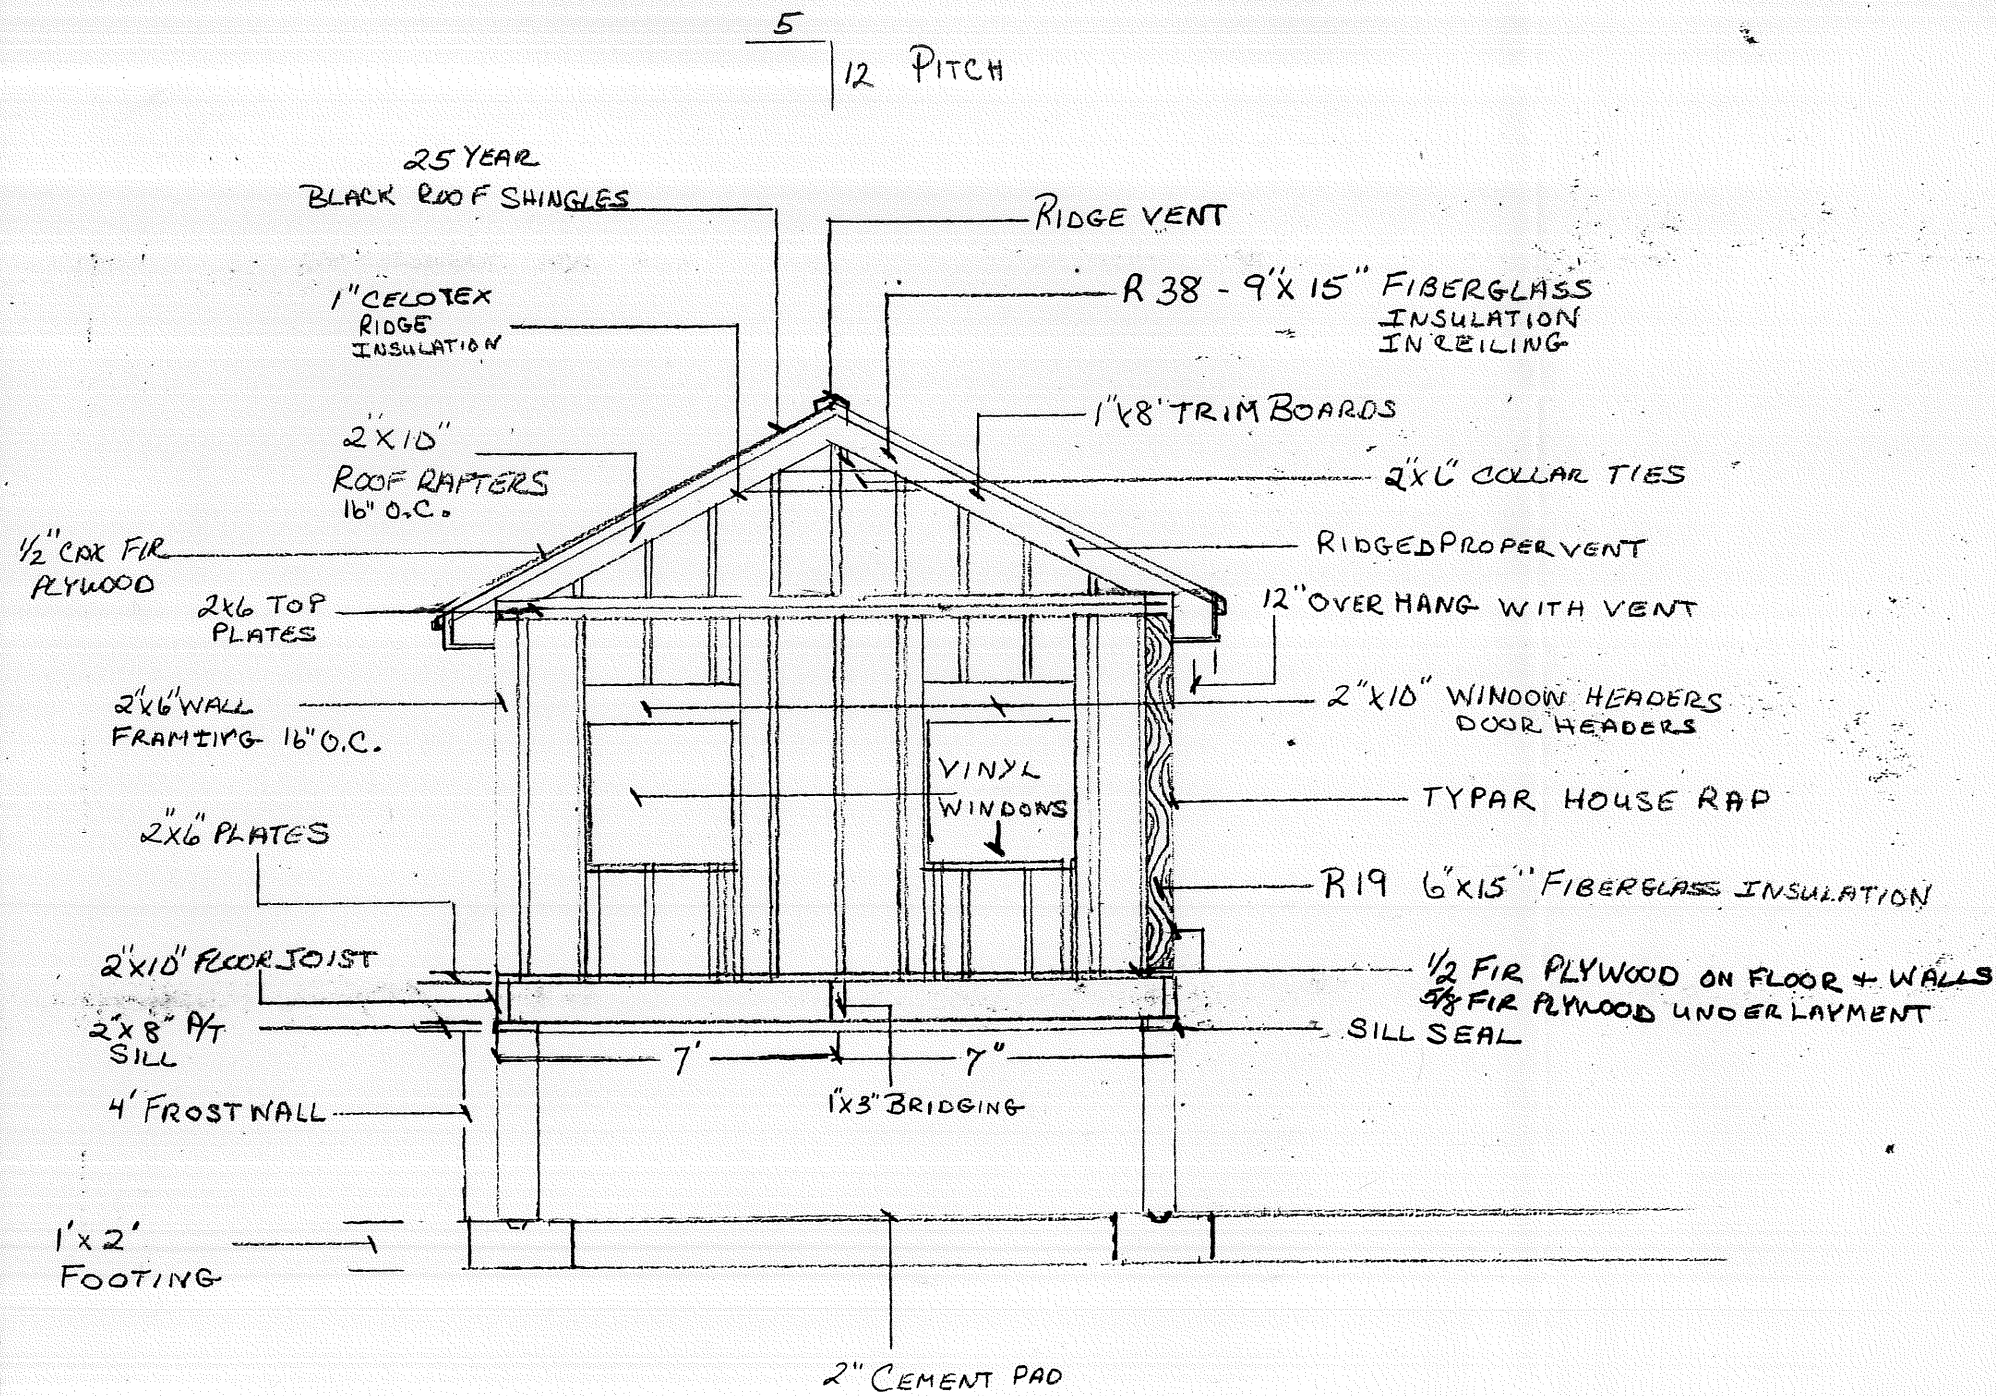 5
12 PITCH
25 YEAR
BLACK ROOF SHINGLES
RIDGE VENT
1" CELOTEX
RIDGE
INSULATION
R 38 - 9"X 15" FIBERGLASS
INSULATION
IN CEILING
1"X8' TRIM BOARDS
2"X10"
ROOF RAFTERS
16" O.C.
2"X6" COLLAR TIES
1/2" CDX FIR
PLYWOOD
RIDGED PROPER VENT
2X6 TOP
PLATES
12" OVER HANG WITH VENT
2"X6" WALL
FRAMING 16" O.C.
2"X10" WINDOW HEADERS
DOOR HEADERS
VINYL
WINDOWS
TYPAR HOUSE RAP
2"X6" PLATES
R19 6"X15" FIBERGLASS INSULATION
2"X10" FLOOR JOIST
1/2 FIR PLYWOOD ON FLOOR + WALLS
5/8 FIR PLYWOOD UNDERLAYMENT
2"X8" P/T
SILL
SILL SEAL
7' 7"
4' FROST WALL
1"X3" BRIDGING
1'X2'
FOOTING
2" CEMENT PAD